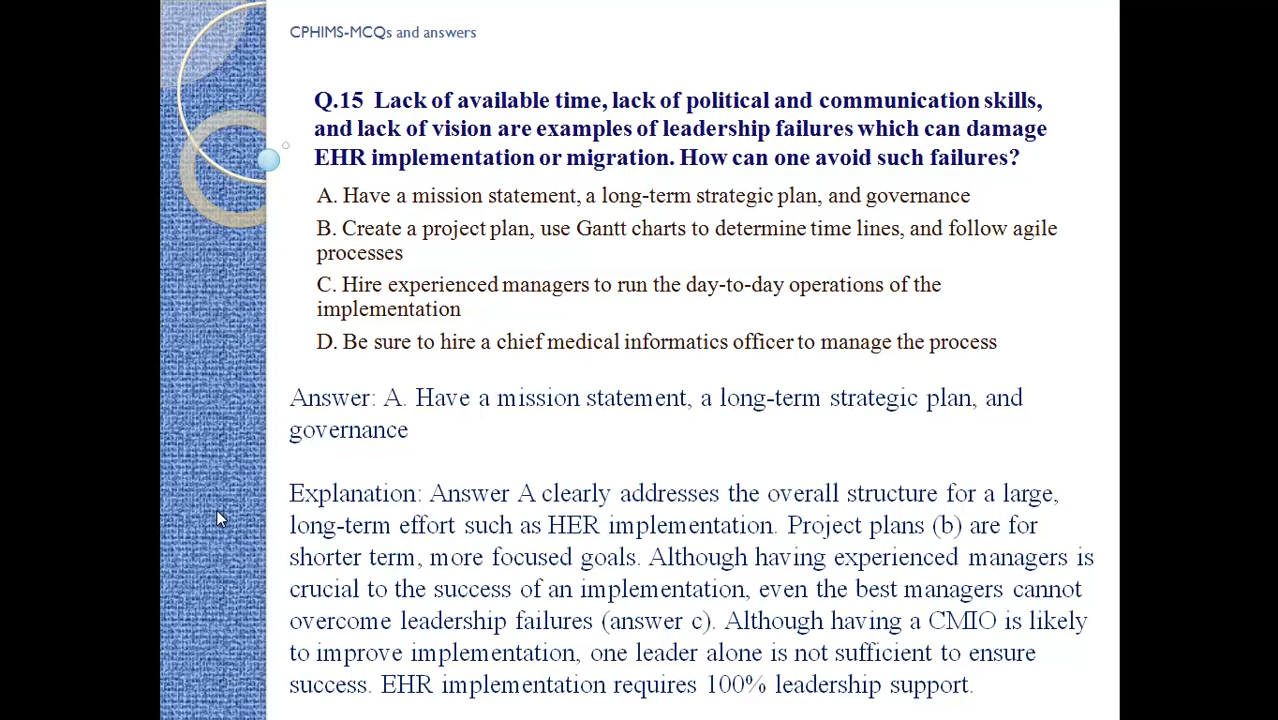 CPHIMS-MCQs and answers
Q.15 Lack of available time, lack of political and communication skills,
and lack of vision are examples of leadership failures which can damage
EHR implementation or migration. How can one avoid such failures?
A. Have a mission statement, a long-term strategic plan, and governance
B. Create a project plan, use Gantt charts to determine time lines, and follow agile
processes
C. Hire experienced managers to run the day-to-day operations of the
implementation
D. Be sure to hire a chief medical informatics officer to manage the process
Answer: A. Have a mission statement, a long-term strategic plan, and
governance
Explanation: Answer A clearly addresses the overall structure for a large,
long-term effort such as HER implementation. Project plans (b) are for
shorter term, more focused goals. Although having experienced managers is
crucial to the success of an implementation, even the best managers cannot
overcome leadership failures (answer c). Although having a CMIO is likely
to improve implementation, one leader alone is not sufficient to ensure
success. EHR implementation requires 100% leadership support.